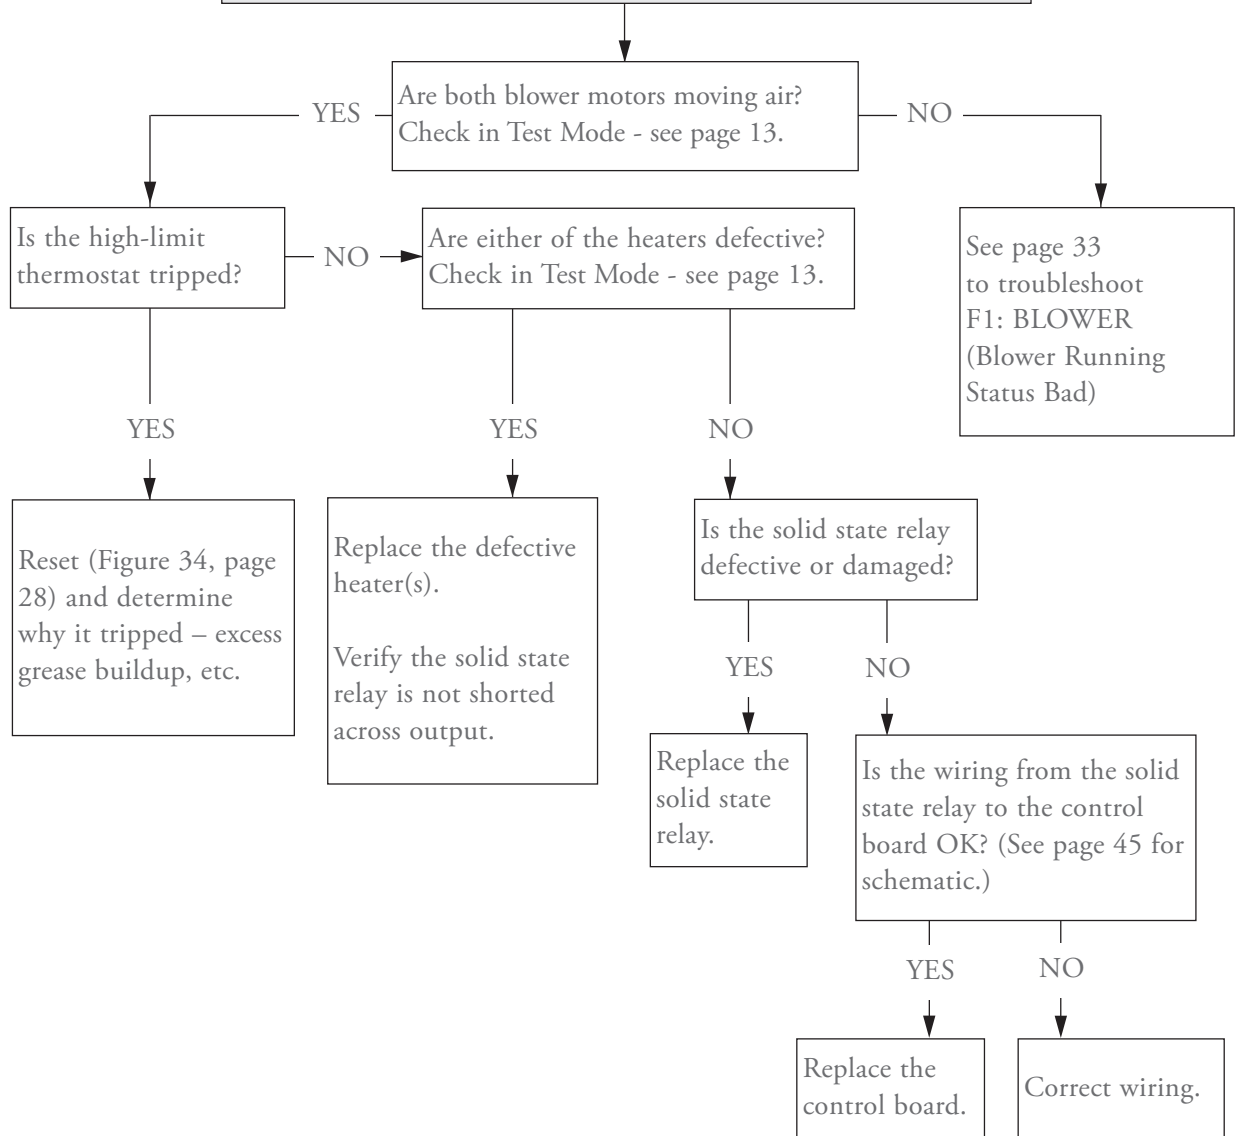 Are both blower motors moving air?
Check in Test Mode - see page 13.
YES
NO
Is the high-limit
thermostat tripped?
NO
Are either of the heaters defective?
Check in Test Mode - see page 13.
See page 33
to troubleshoot
F1: BLOWER
(Blower Running
Status Bad)
YES
YES
NO
Reset (Figure 34, page
28) and determine
why it tripped – excess
grease buildup, etc.
Replace the defective
heater(s).
Verify the solid state
relay is not shorted
across output.
Is the solid state relay
defective or damaged?
YES
NO
Replace the
solid state
relay.
Is the wiring from the solid
state relay to the control
board OK? (See page 45 for
schematic.)
YES
NO
Replace the
control board.
Correct wiring.